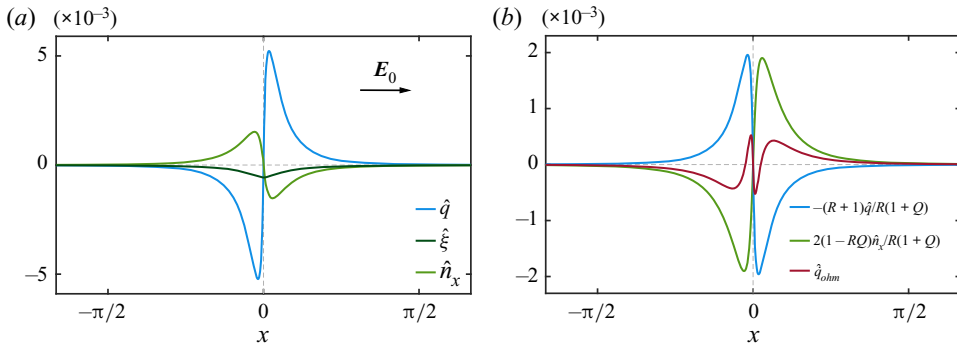 (a) (×10⁻³)
5
0
−5
−π/2 0 π/2
x
E₀
q̂
ξ̂
n̂ₓ
(b) (×10⁻³)
2
1
0
−1
−2
−π/2 0 π/2
x
−(R + 1)q̂/R(1 + Q)
2(1 − RQ)n̂ₓ/R(1 + Q)
q̂̇ₒₕₘ